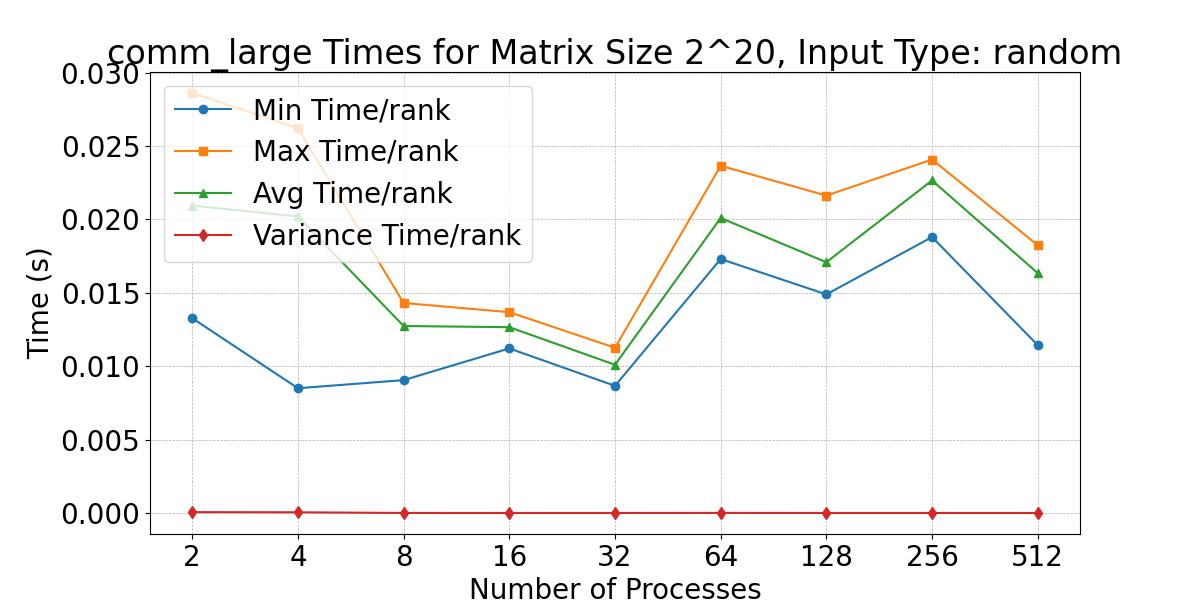 comm_large Times for Matrix Size 2^20, Input Type: random
0.030
0.025
0.020
0.015
0.010
0.005
0.000
Time (s)
Min Time/rank
Max Time/rank
Avg Time/rank
Variance Time/rank
2 4 8 16 32 64 128 256 512
Number of Processes